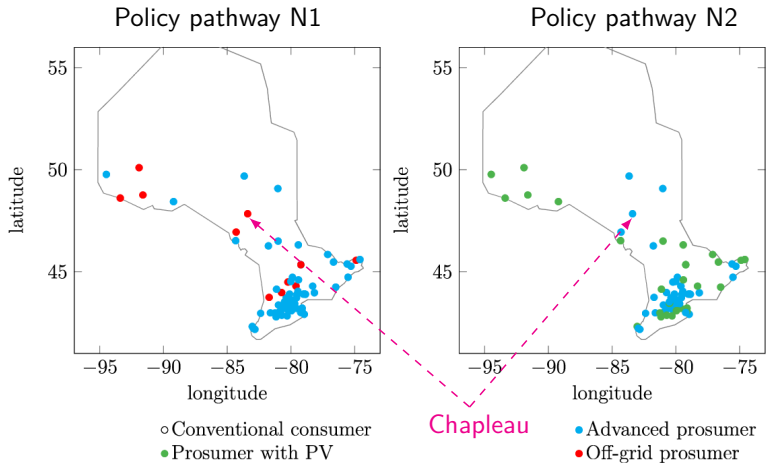 Policy pathway N1
Policy pathway N2
55
50
45
latitude
−95 −90 −85 −80 −75
longitude
55
50
45
latitude
−95 −90 −85 −80 −75
longitude
Chapleau
Conventional consumer
Prosumer with PV
Advanced prosumer
Off-grid prosumer